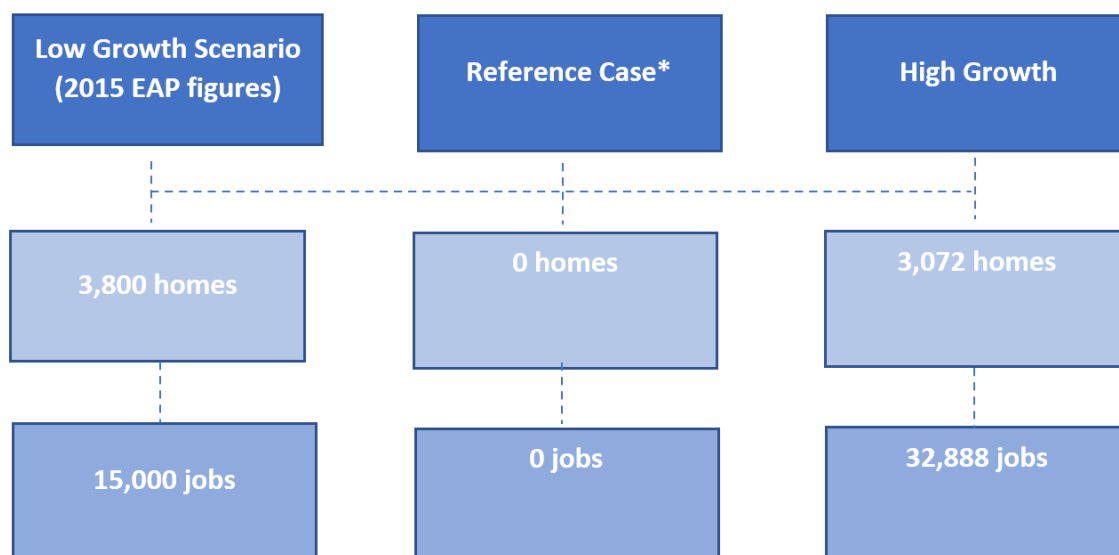 Low Growth Scenario
(2015 EAP figures)
Reference Case*
High Growth
3,800 homes
0 homes
3,072 homes
15,000 jobs
0 jobs
32,888 jobs